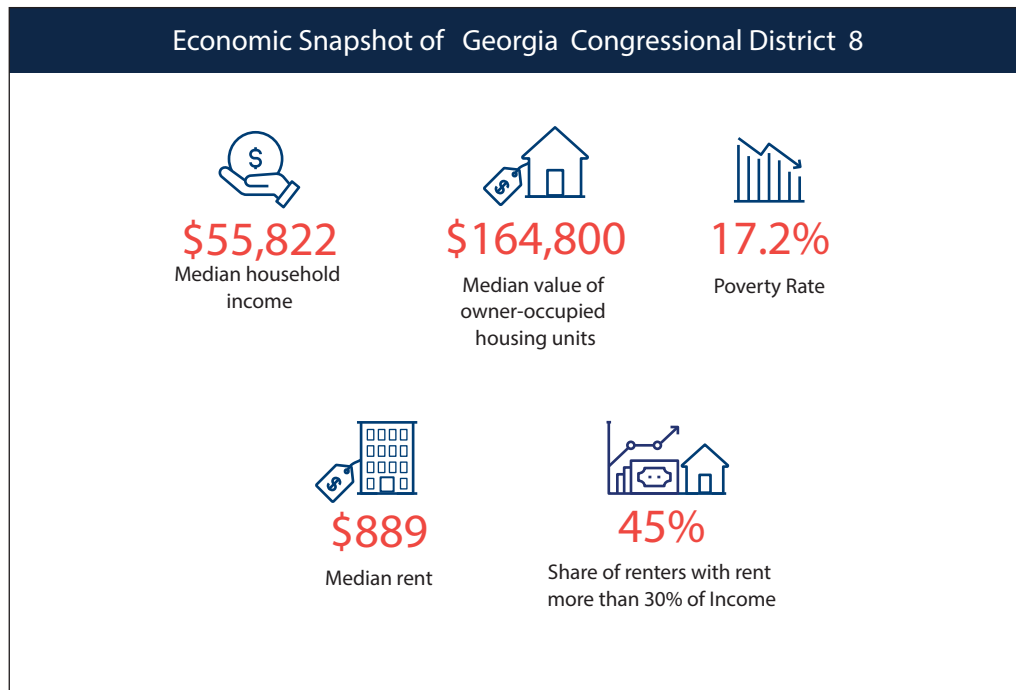 Economic Snapshot of Georgia Congressional District 8
$
$
$55,822
Median household
income
$164,800
Median value of
owner-occupied
housing units
17.2%
Poverty Rate
$
$889
Median rent
45%
Share of renters with rent
more than 30% of Income